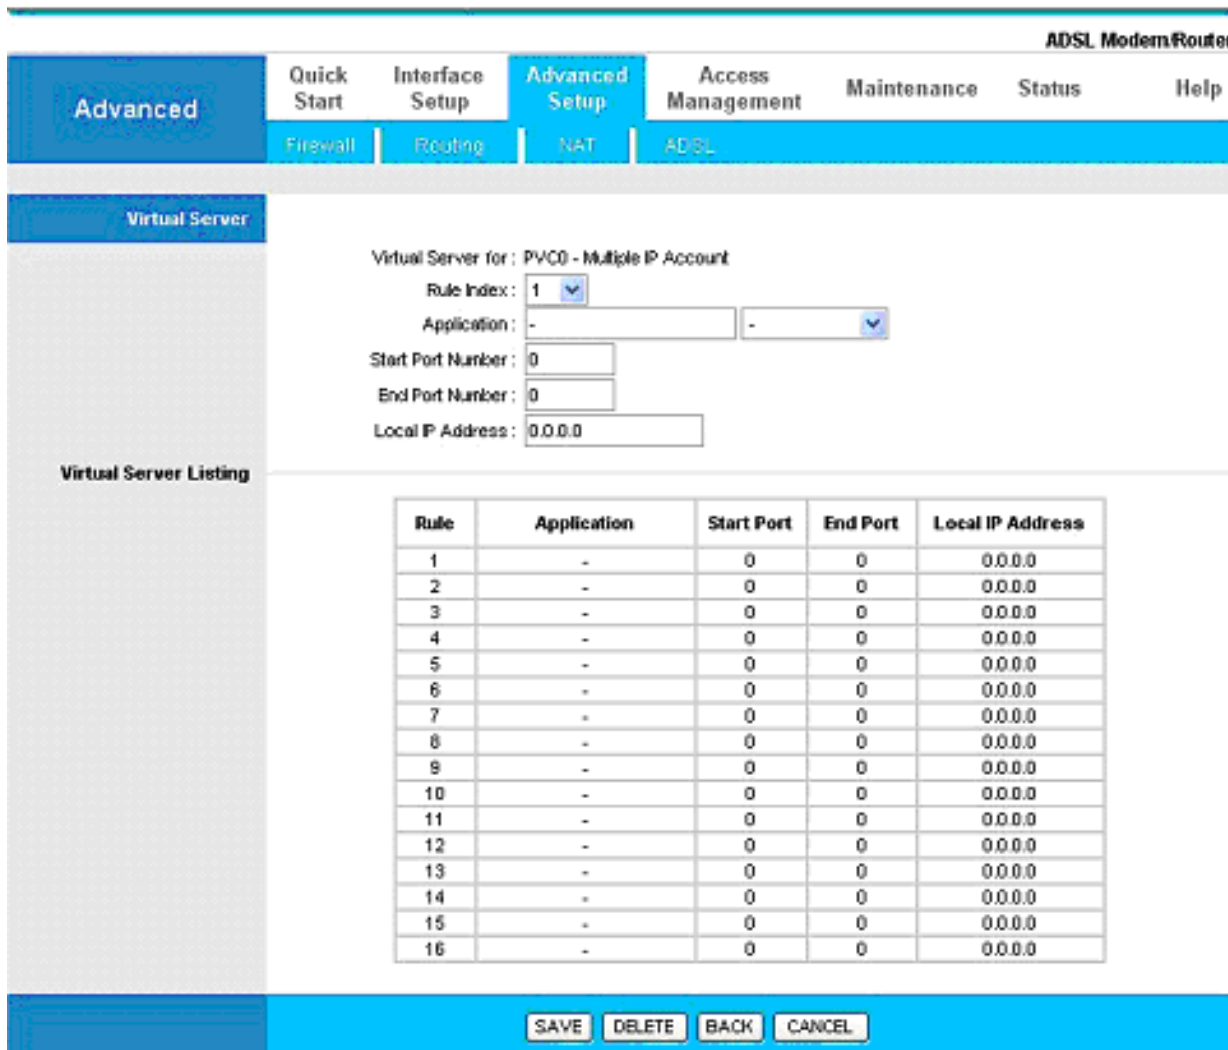 ADSL Modem/Router
Advanced
Quick Start
Interface Setup
Advanced Setup
Access Management
Maintenance
Status
Help
Firewall
Routing
NAT
ADSL
Virtual Server
Virtual Server for : PVC0 - Multiple IP Account
Rule Index : 1
Application : - -
Start Port Number : 0
End Port Number : 0
Local IP Address : 0.0.0.0
Virtual Server Listing
Rule Application Start Port End Port Local IP Address
1 - 0 0 0.0.0.0
2 - 0 0 0.0.0.0
3 - 0 0 0.0.0.0
4 - 0 0 0.0.0.0
5 - 0 0 0.0.0.0
6 - 0 0 0.0.0.0
7 - 0 0 0.0.0.0
8 - 0 0 0.0.0.0
9 - 0 0 0.0.0.0
10 - 0 0 0.0.0.0
11 - 0 0 0.0.0.0
12 - 0 0 0.0.0.0
13 - 0 0 0.0.0.0
14 - 0 0 0.0.0.0
15 - 0 0 0.0.0.0
16 - 0 0 0.0.0.0
SAVE DELETE BACK CANCEL